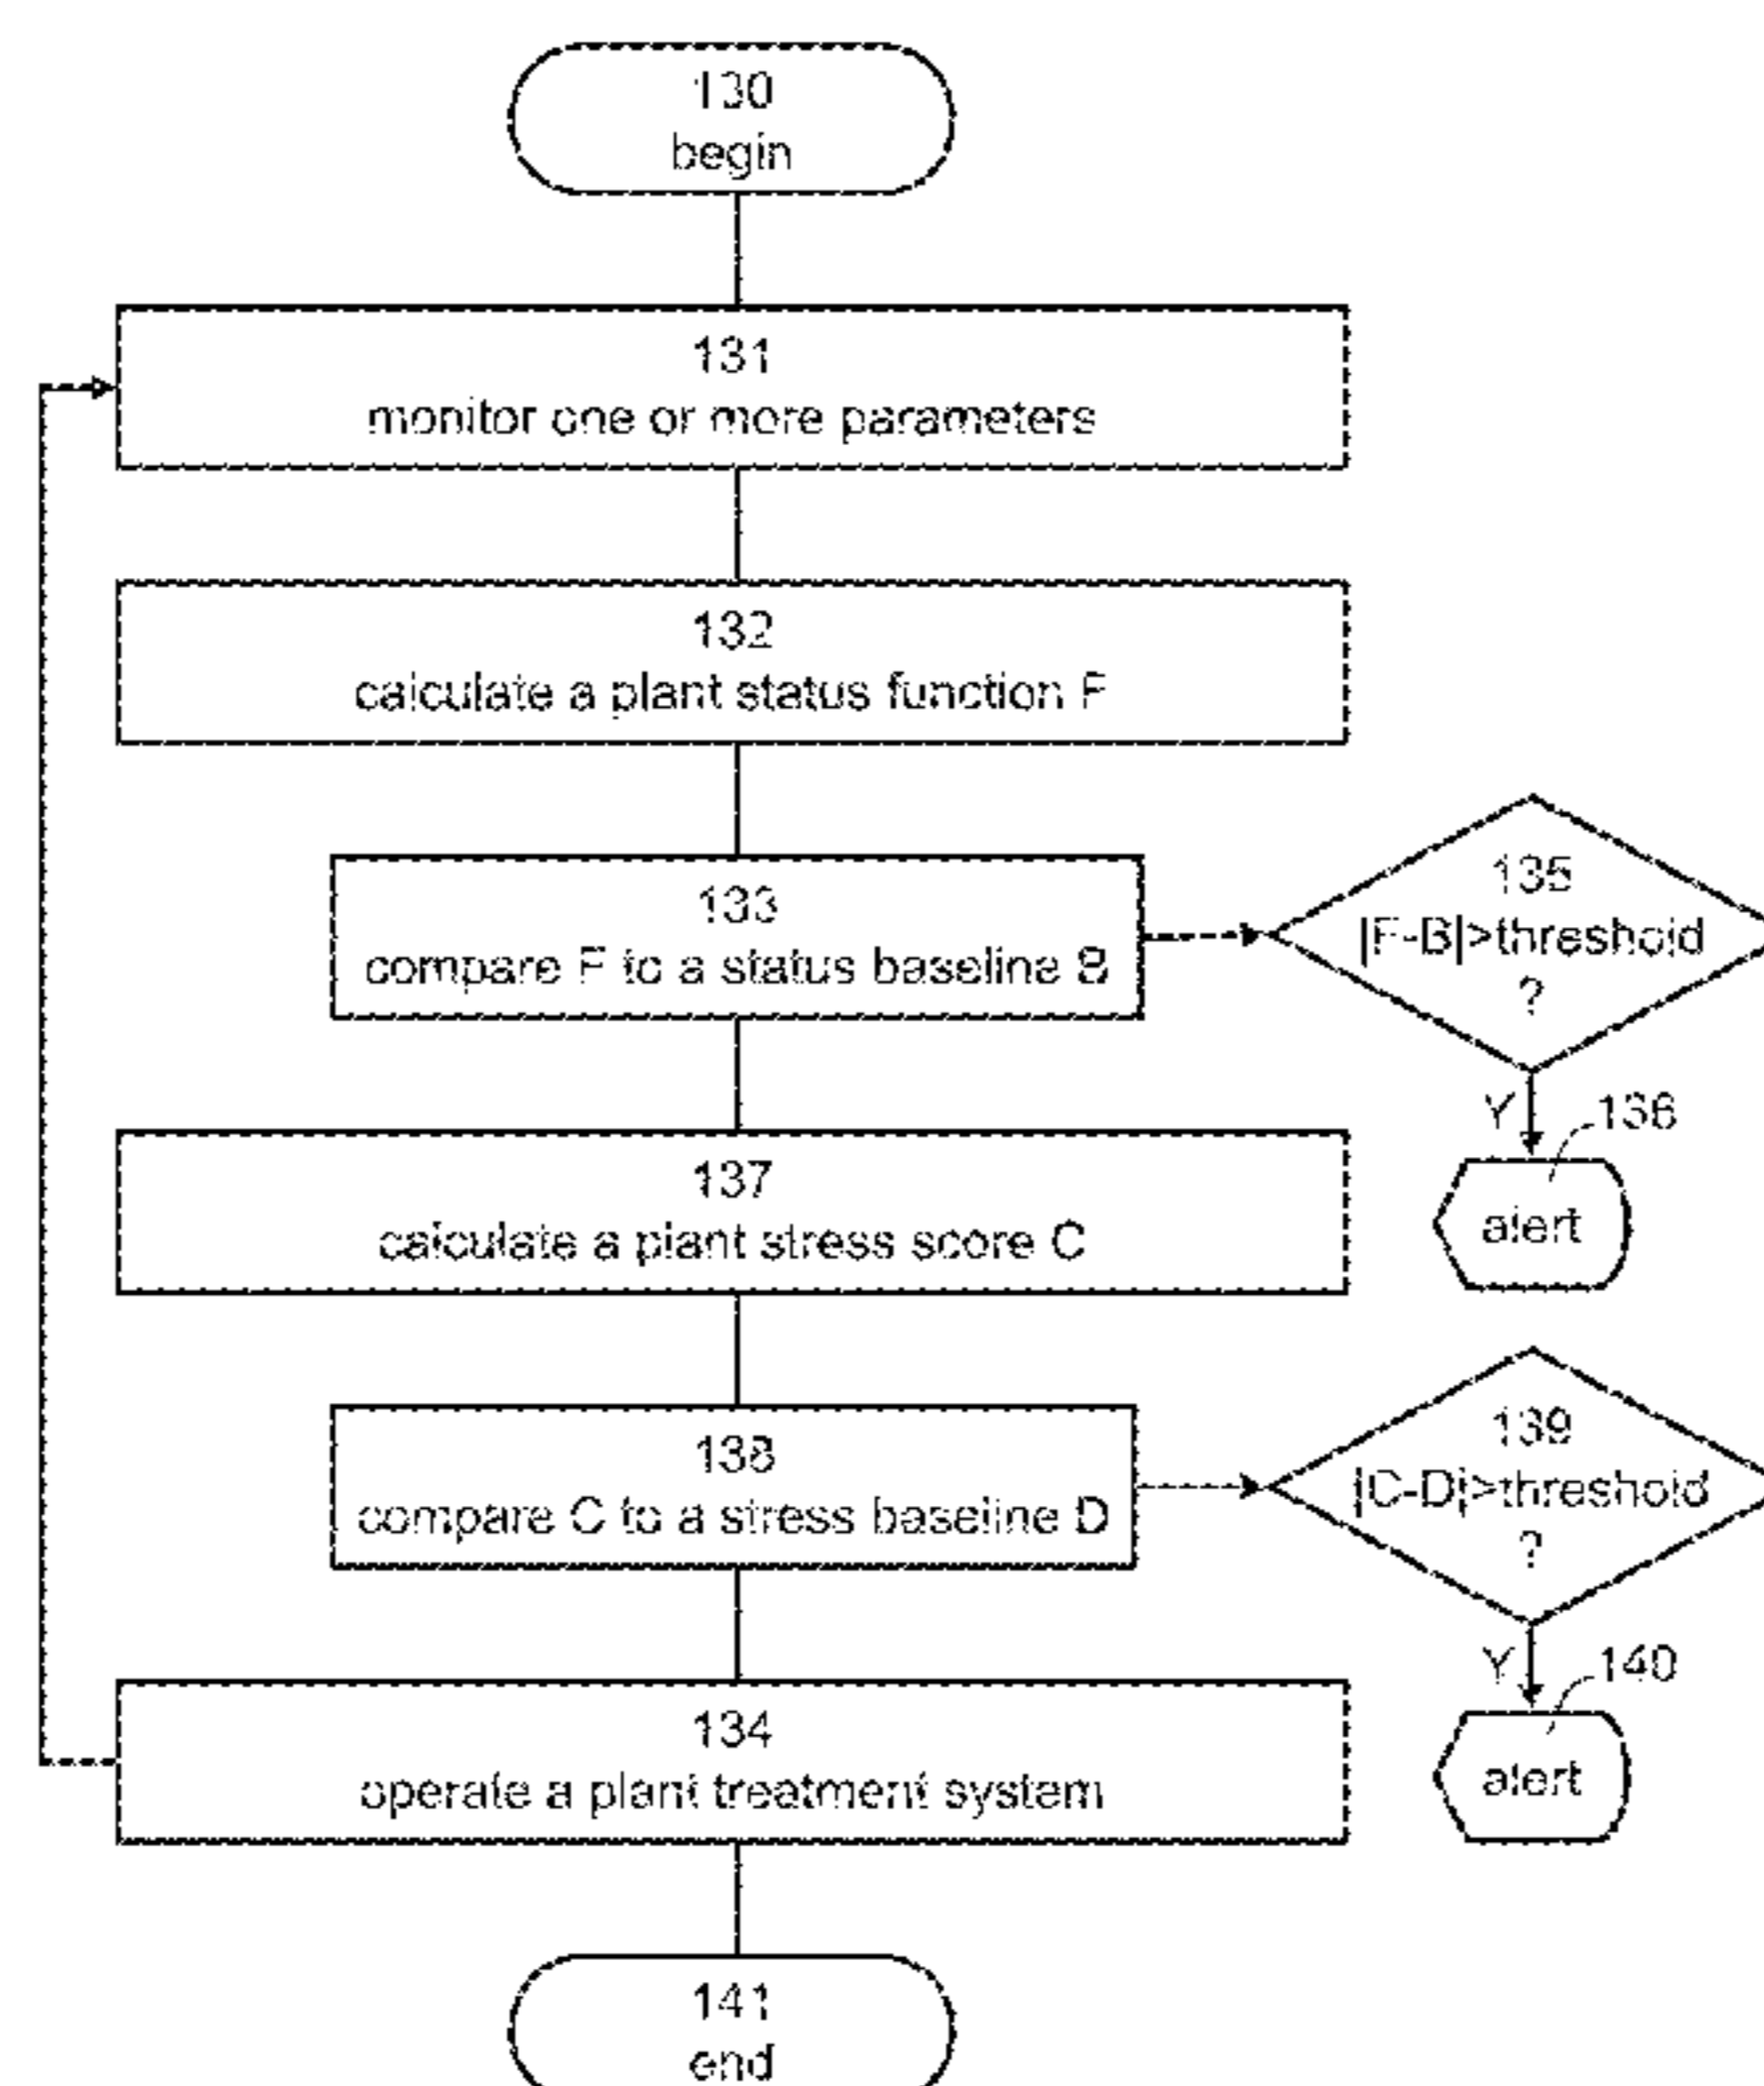 130
begin
131
monitor one or more parameters
132
calculate a plant status function F
133
compare F to a status baseline B
135
|F-B|>threshold
?
Y
136
alert
137
calculate a plant stress score C
138
compare C to a stress baseline D
139
|C-D|>threshold
?
Y
140
alert
134
operate a plant treatment system
141
end